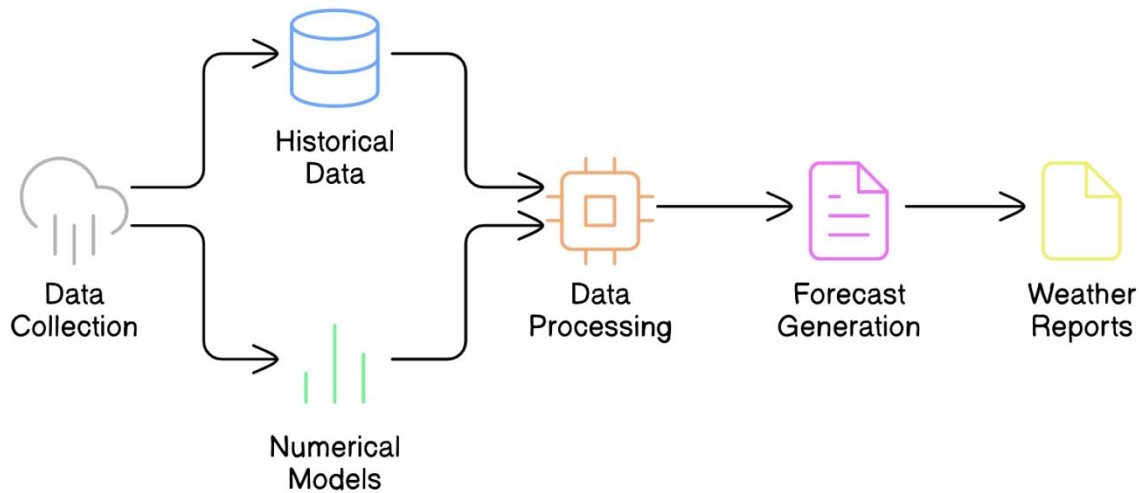 Historical
Data
Data
Collection
Data
Processing
Forecast
Generation
Weather
Reports
Numerical
Models